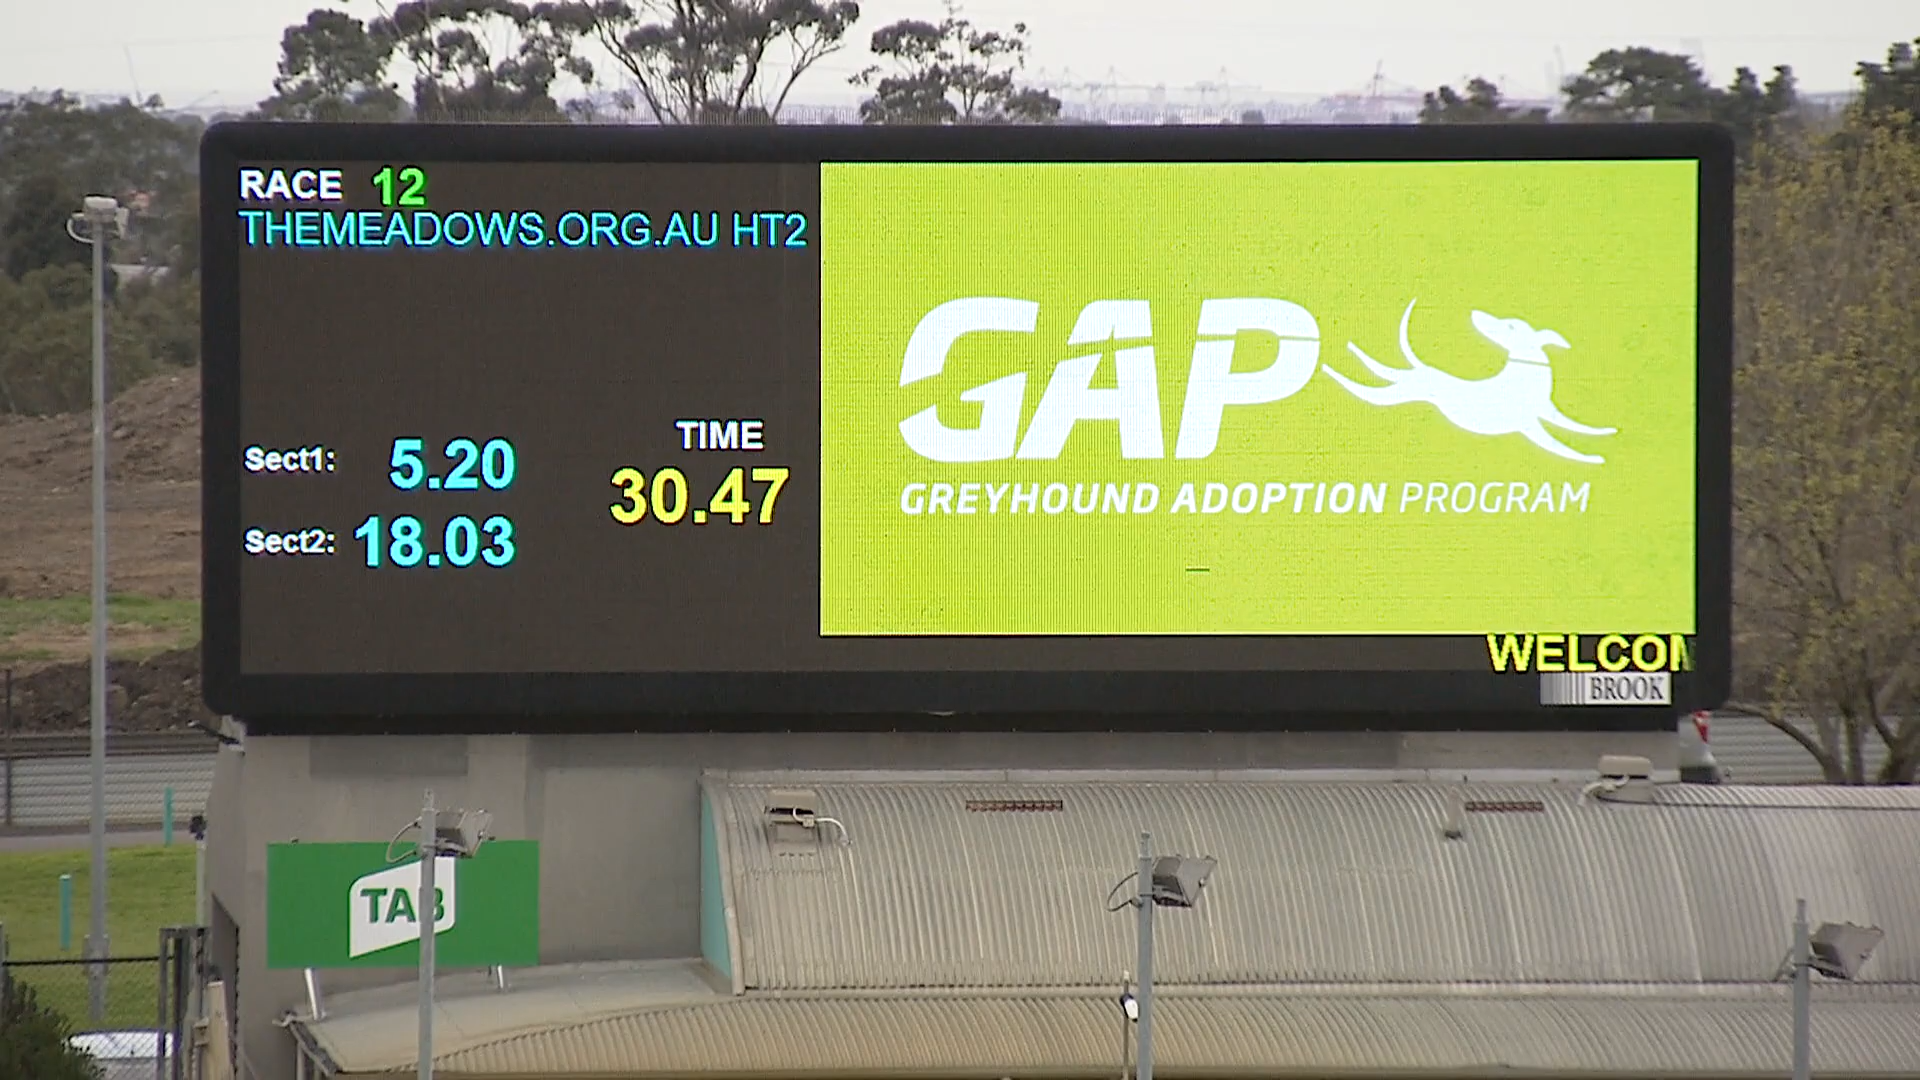 RACE 12
THEMEADOWS.ORG.AU HT2
Sect1: 5.20
Sect2: 18.03
TIME
30.47
GAP
GREYHOUND ADOPTION PROGRAM
WELCOM
BROOK
TAB